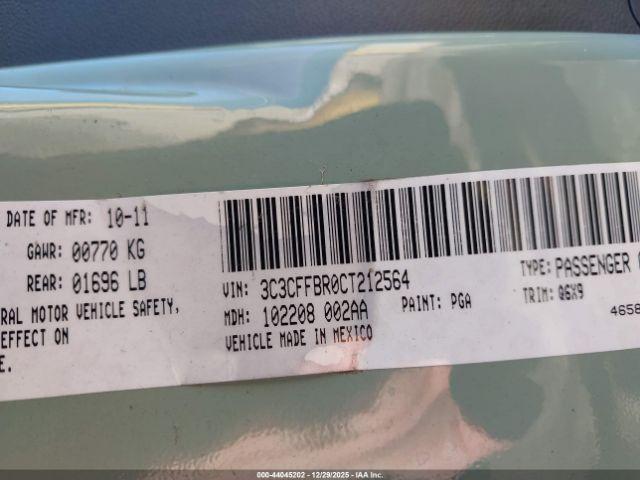 DATE OF MFR: 10-11
GAWR: 00770 KG
REAR: 01696 LB
RAL MOTOR VEHICLE SAFETY,
EFFECT ON
E.
VIN: 3C3CFFBR0CT212564
TYPE: PASSENGER
MDH: 102208 002AA
PAINT: PGA
TRIM: Q6X9
VEHICLE MADE IN MEXICO
4658
000-44045202 - 12/29/2025 - IAAI.COM